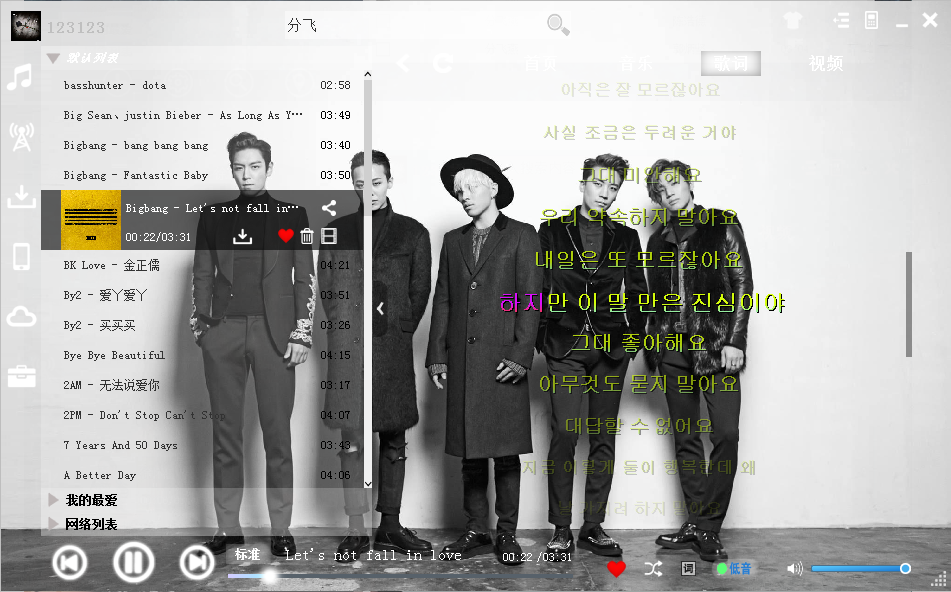 123123
分飞
默认列表
首页
音乐
歌词
视频
basshunter - dota 02:58
Big Sean、justin Bieber - As Long As Y… 03:49
Bigbang - bang bang bang 03:40
Bigbang - Fantastic Baby 03:50
Bigbang - Let's not fall in…
00:22/03:31
BK Love - 金正儒 04:21
By2 - 爱丫爱丫 03:51
By2 - 买买买 03:26
Bye Bye Beautiful 04:15
2AM - 无法说爱你 03:17
2PM - Don't Stop Can't Stop 04:07
7 Years And 50 Days 03:43
A Better Day 04:06
我的最爱
网络列表
아직은 잘 모르잖아요
사실 조금은 두려운 거야
그대 미안해요
우리 약속하지 말아요
내일은 또 모르잖아요
하지만 이 말 만은 진심이야
그대 좋아해요
아무것도 묻지 말아요
대답할 수 없어요
지금 이렇게 둘이 행복한데 왜
하지 말아요
标准
Let's not fall in love
00:22 /03:31
词
低音